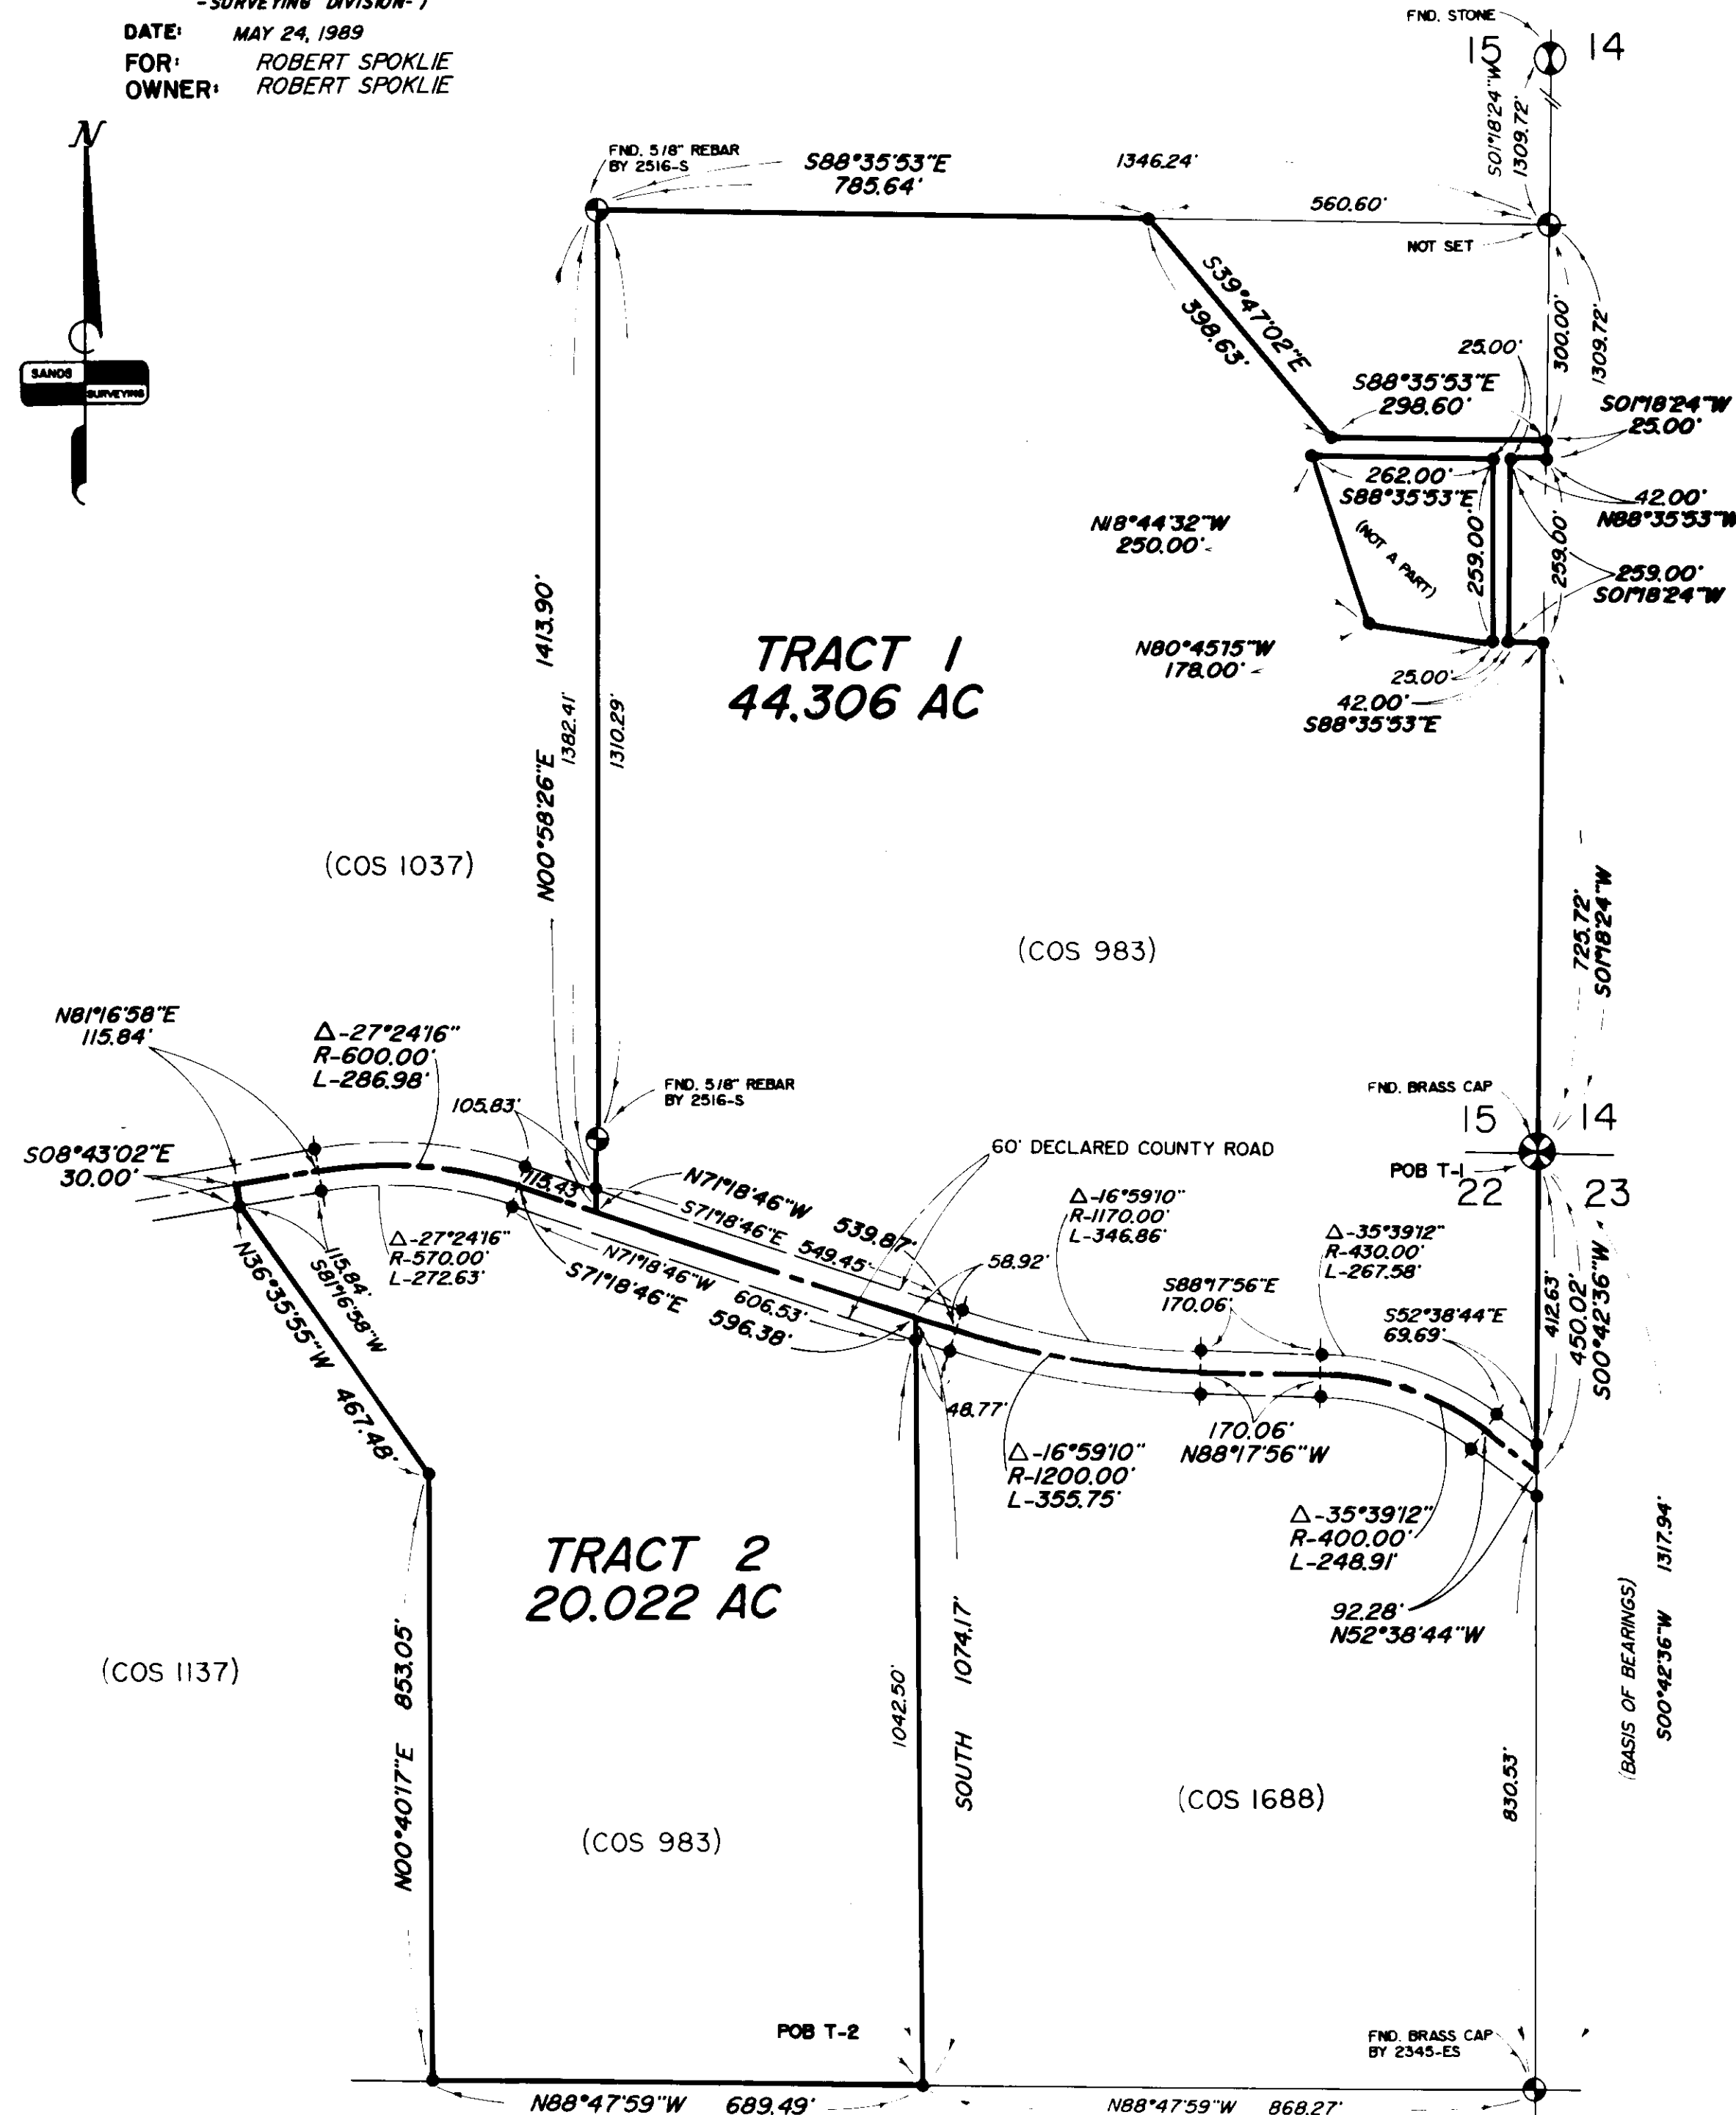 -SURVEYING DIVISION-)
DATE: MAY 24, 1989
FOR: ROBERT SPOKLIE
OWNER: ROBERT SPOKLIE
N
SANDS
SURVEYING
FND. STONE
15 14
S01°18'24"W
1309.72'
FND. 5/8" REBAR
BY 2516-S
S88°35'53"E
785.64'
1346.24'
560.60'
NOT SET
S39°47'02"E
398.63'
300.00'
1309.72'
25.00'
S88°35'53"E
298.60'
S01°18'24"W
25.00'
262.00'
S88°35'53"E
42.00'
N88°35'53"W
N18°44'32"W
250.00'
(NOT A PART)
259.00'
259.00'
259.00'
S01°18'24"W
N80°45'15"W
178.00'
25.00'
42.00'
S88°35'53"E
TRACT 1
44.306 AC
N00°58'26"E 1413.90'
1382.41'
1310.29'
(COS 1037)
(COS 983)
725.72'
S01°18'24"W
N81°16'58"E
115.84'
Δ-27°24'16"
R-600.00'
L-286.98'
105.83'
FND. 5/8" REBAR
BY 2516-S
FND. BRASS CAP
15 14
POB T-1
22 23
S08°43'02"E
30.00'
60' DECLARED COUNTY ROAD
115.43'
N71°18'46"W 539.87'
S71°18'46"E 549.45'
N71°18'46"W 606.53'
S71°18'46"E 596.38'
Δ-16°59'10"
R-1170.00'
L-346.86'
Δ-35°39'12"
R-430.00'
L-267.58'
58.92'
S88°17'56"E
170.06'
S52°38'44"E
69.69'
412.63'
450.02'
S00°42'36"W
Δ-27°24'16"
R-570.00'
L-272.63'
115.84'
S81°16'58"W
N36°35'55"W 467.48'
48.77'
170.06'
N88°17'56"W
Δ-16°59'10"
R-1200.00'
L-355.75'
Δ-35°39'12"
R-400.00'
L-248.91'
92.28'
N52°38'44"W
TRACT 2
20.022 AC
(BASIS OF BEARINGS)
S00°42'36"W 1317.94'
(COS 1137)
N00°40'17"E 853.05'
1042.50'
SOUTH 1074.17'
830.53'
(COS 1688)
(COS 983)
POB T-2
FND. BRASS CAP
BY 2345-ES
N88°47'59"W 689.49'
N88°47'59"W 868.27'